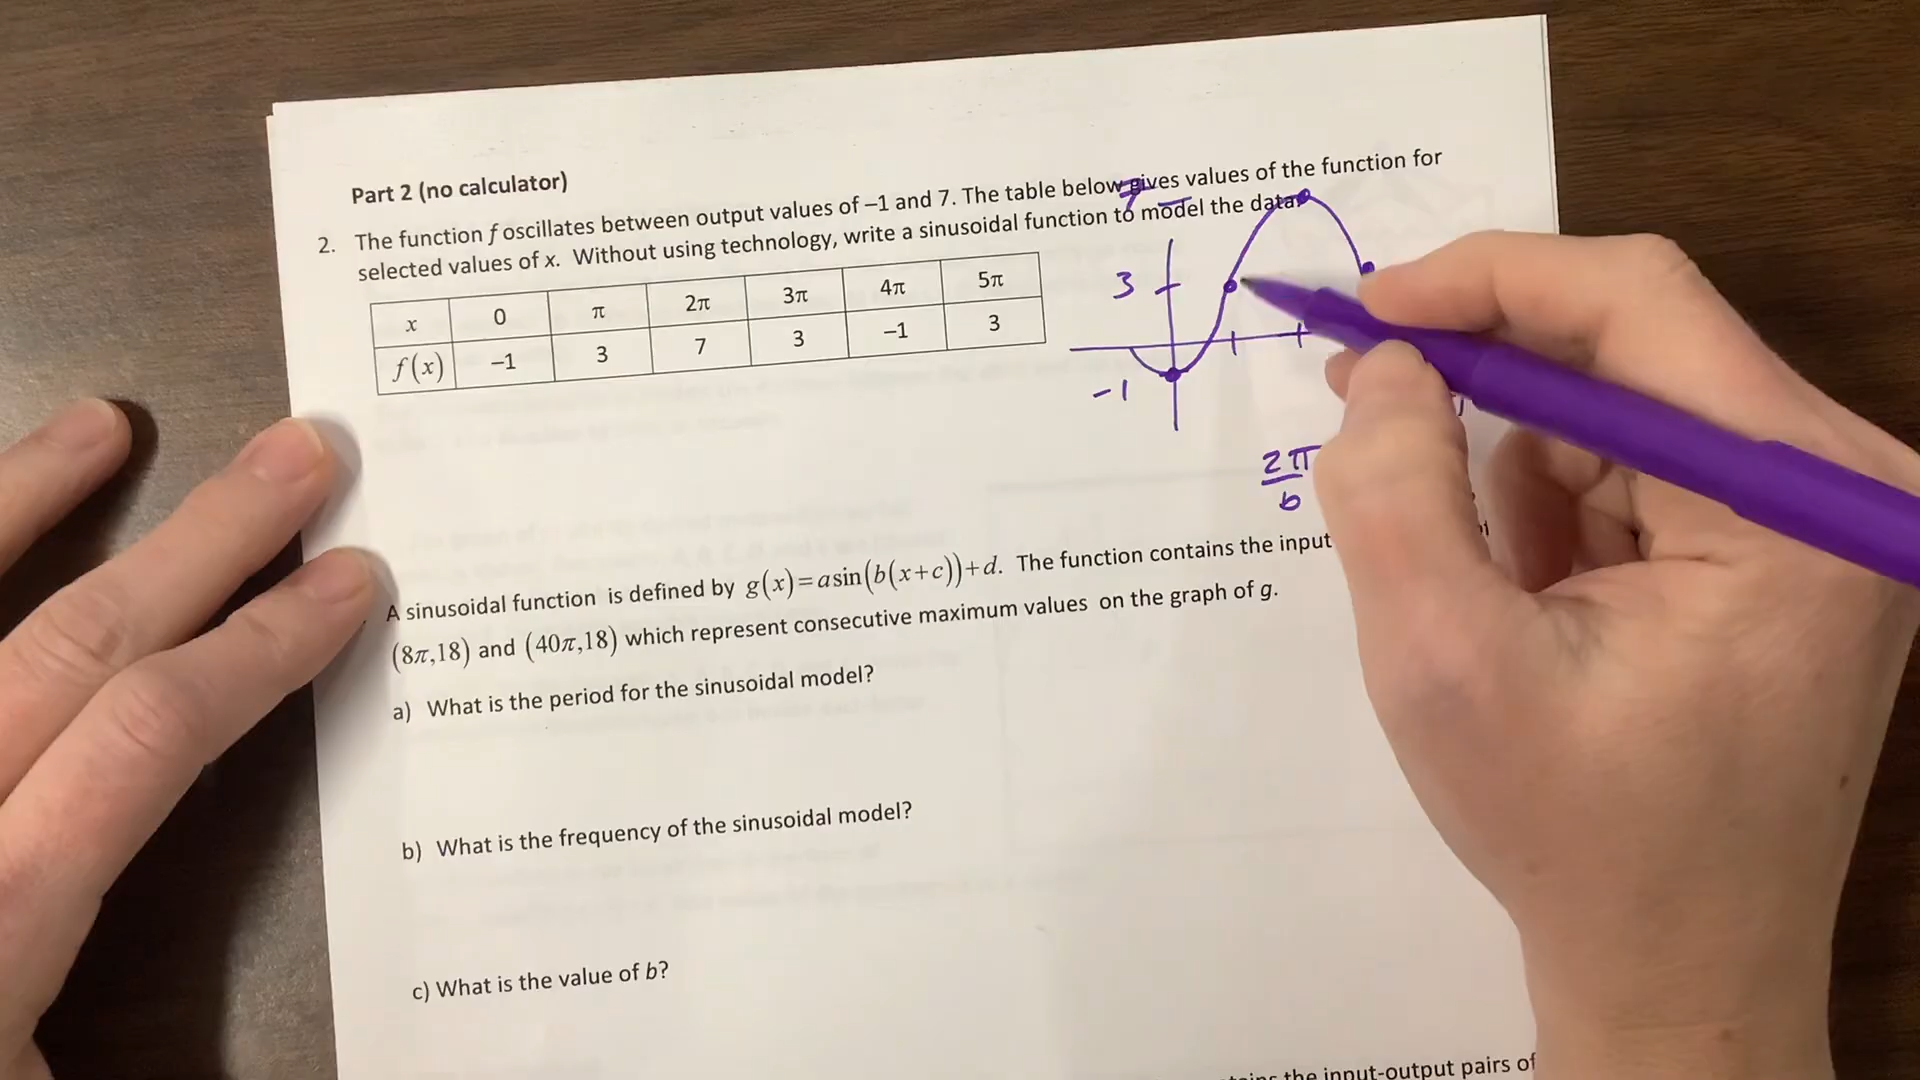 Part 2 (no calculator)
2. The function f oscillates between output values of –1 and 7. The table below gives values of the function for
selected values of x. Without using technology, write a sinusoidal function to model the data.
x 0 π 2π 3π 4π 5π
f(x) –1 3 7 3 –1 3
7
3
-1
2π
b
A sinusoidal function is defined by g(x)=asin(b(x+c))+d. The function contains the input
(8π,18) and (40π,18) which represent consecutive maximum values on the graph of g.
a) What is the period for the sinusoidal model?
b) What is the frequency of the sinusoidal model?
c) What is the value of b?
the input-output pairs of